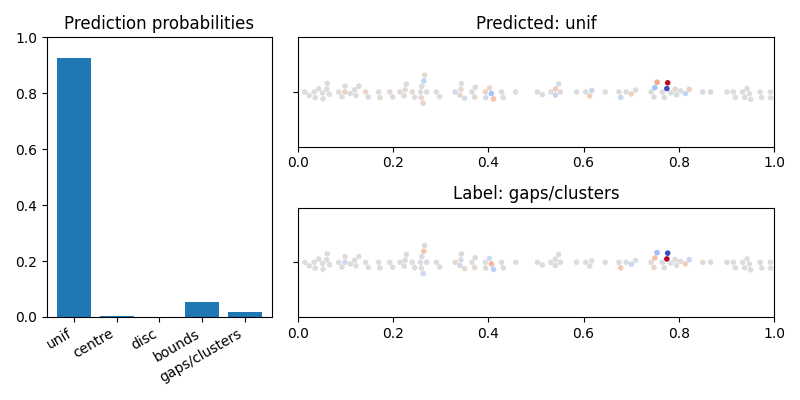 Prediction probabilities
1.0
0.8
0.6
0.4
0.2
0.0
unif
centre
disc
bounds
gaps/clusters
Predicted: unif
0.0 0.2 0.4 0.6 0.8 1.0
Label: gaps/clusters
0.0 0.2 0.4 0.6 0.8 1.0